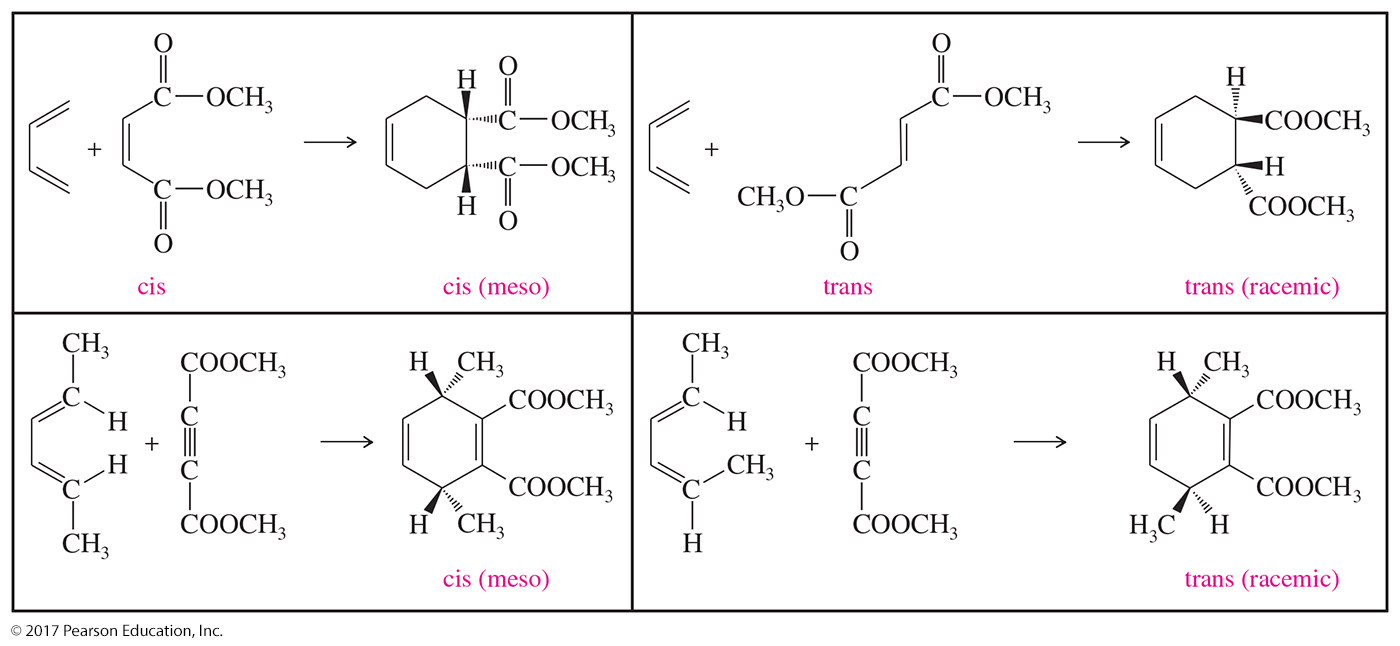 O
C—OCH3
+
C—OCH3
O
cis
H
O
C—OCH3
C—OCH3
H
O
cis (meso)
+
O
C—OCH3
CH3O—C
O
trans
H
COOCH3
H
COOCH3
trans (racemic)
CH3
C
H
H
C
CH3
+
COOCH3
C
C
COOCH3
H
CH3
COOCH3
COOCH3
H
CH3
cis (meso)
CH3
C
H
CH3
C
H
+
COOCH3
C
C
COOCH3
H
CH3
COOCH3
COOCH3
H3C
H
trans (racemic)
© 2017 Pearson Education, Inc.